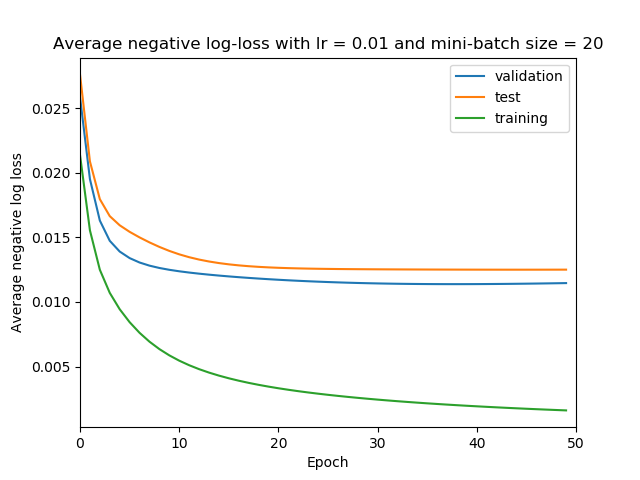 Average negative log-loss with lr = 0.01 and mini-batch size = 20
validation
test
training
Average negative log loss
0.025
0.020
0.015
0.010
0.005
0 10 20 30 40 50
Epoch